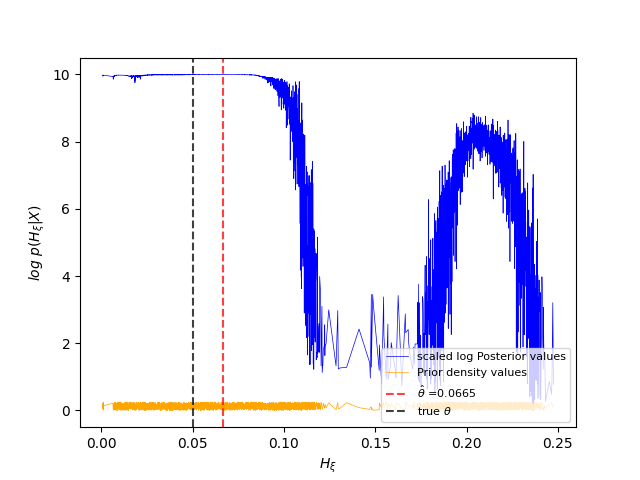 10
8
6
4
2
0
log p(H_ξ|X)
0.00 0.05 0.10 0.15 0.20 0.25
H_ξ
scaled log Posterior values
Prior density values
θ̂ =0.0665
true θ